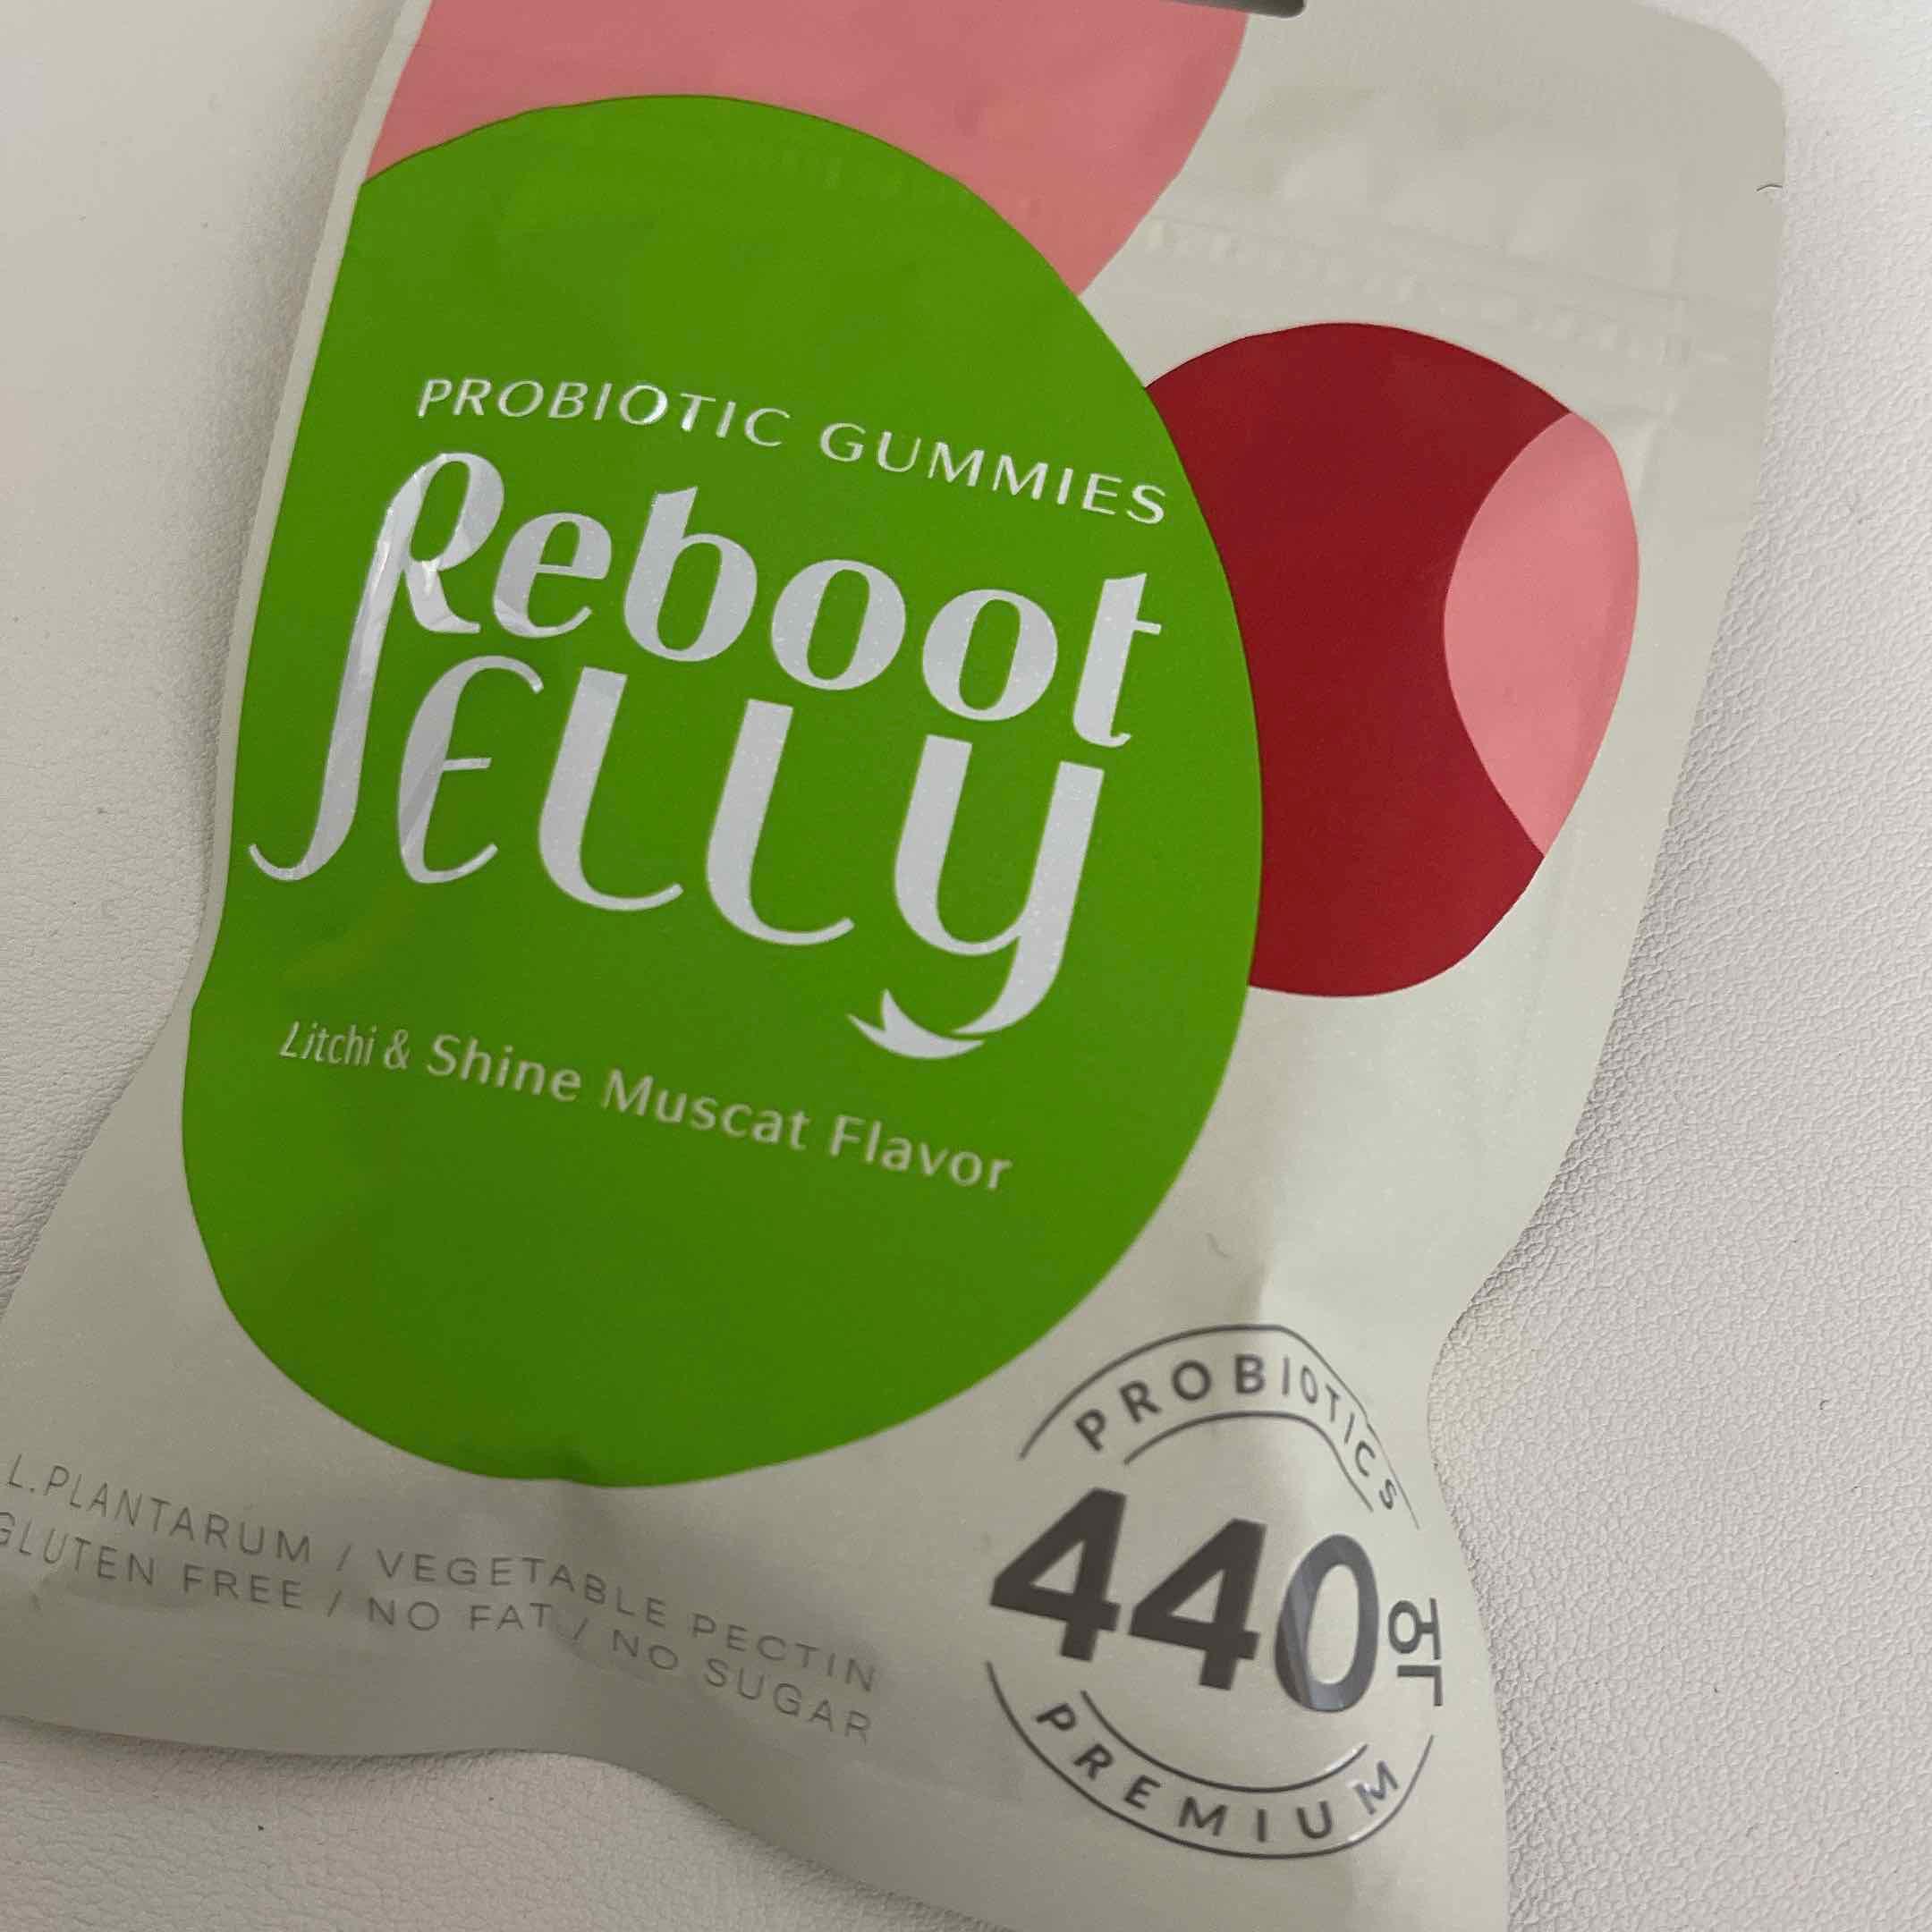 PROBIOTIC GUMMIES
Reboot
JELLY
Litchi & Shine Muscat Flavor
L.PLANTARUM / VEGETABLE PECTIN
GLUTEN FREE / NO FAT / NO SUGAR
PROBIOTICS
440억
PREMIUM